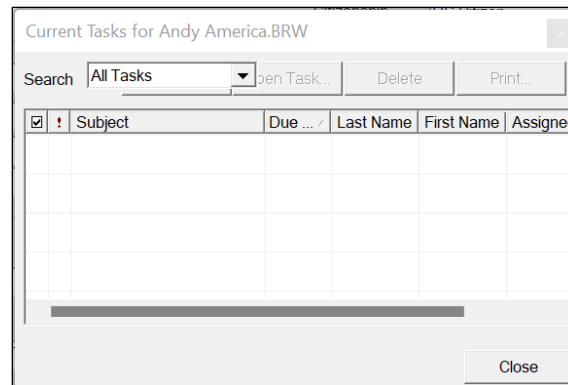 Current Tasks for Andy America.BRW
Search All Tasks pen Task... Delete Print...
! Subject Due ... Last Name First Name Assigne
Close